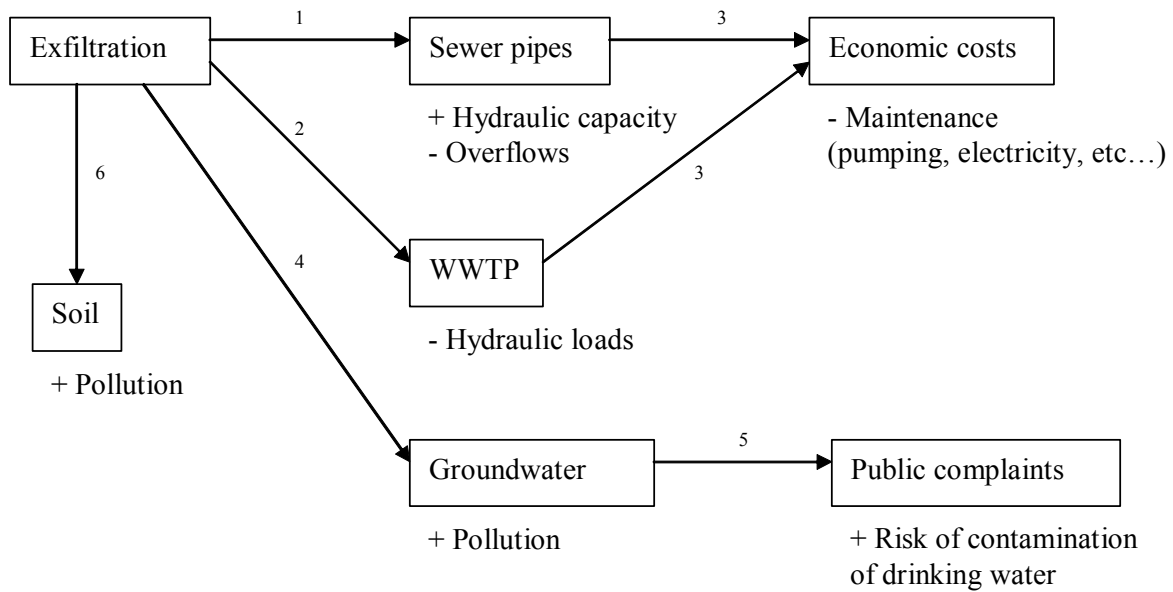 1
3
Exfiltration
Sewer pipes
Economic costs
+ Hydraulic capacity
- Overflows
- Maintenance
(pumping, electricity, etc…)
2
3
6
4
WWTP
Soil
- Hydraulic loads
+ Pollution
5
Groundwater
Public complaints
+ Pollution
+ Risk of contamination
of drinking water